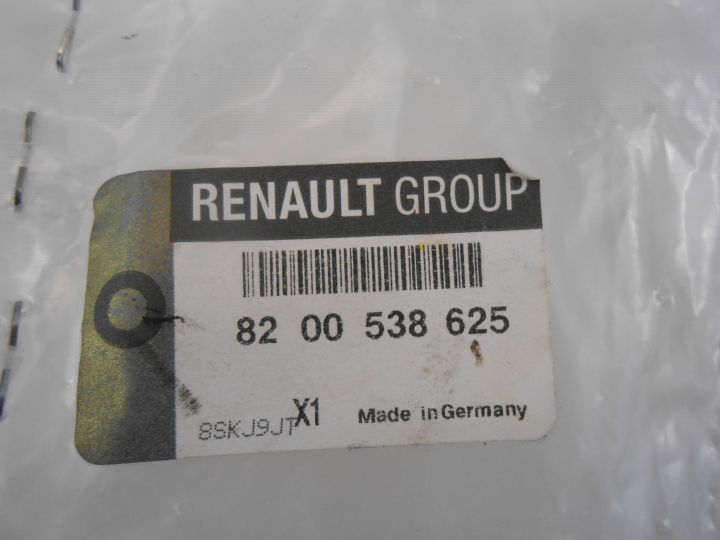 RENAULT GROUP
82 00 538 625
8SKJ9JT X1 Made in Germany